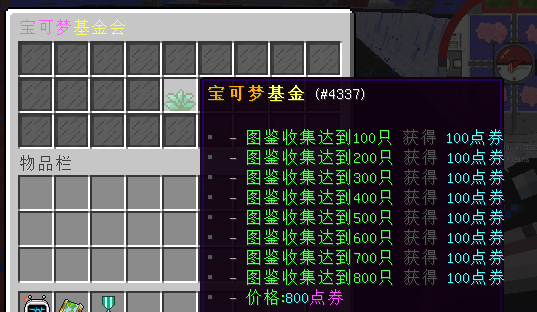 宝可梦基金会
宝可梦基金 (#4337)
- 图鉴收集达到100只 获得 100点券
- 图鉴收集达到200只 获得 100点券
- 图鉴收集达到300只 获得 100点券
- 图鉴收集达到400只 获得 100点券
- 图鉴收集达到500只 获得 100点券
- 图鉴收集达到600只 获得 100点券
- 图鉴收集达到700只 获得 100点券
- 图鉴收集达到800只 获得 100点券
- 价格:800点券
物品栏